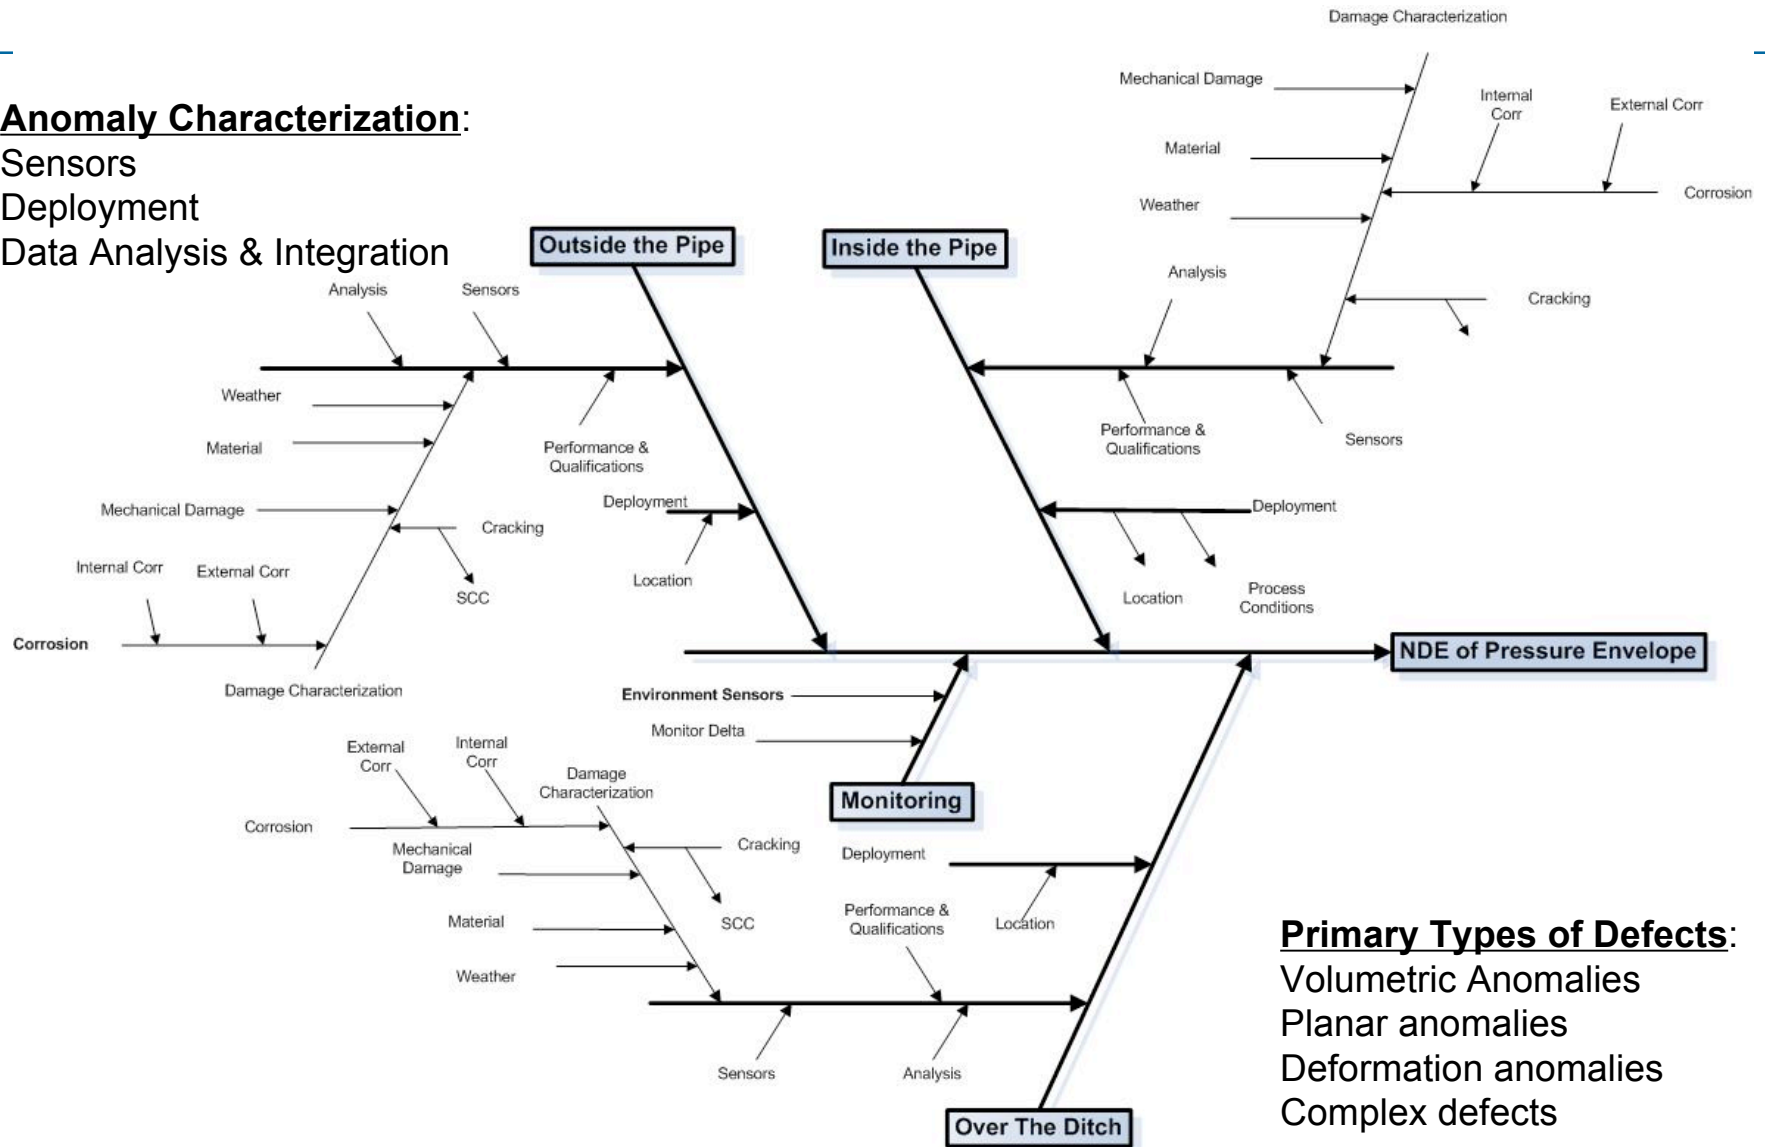 Damage Characterization
Mechanical Damage
Internal
Corr
External Corr
Material
Corrosion
Weather
Anomaly Characterization:
Sensors
Deployment
Data Analysis & Integration
Outside the Pipe
Inside the Pipe
Analysis
Sensors
Analysis
Cracking
Weather
Material
Performance &
Qualifications
Performance &
Qualifications
Sensors
Mechanical Damage
Cracking
Deployment
Deployment
Internal Corr
External Corr
SCC
Location
Location
Process
Conditions
Corrosion
Damage Characterization
NDE of Pressure Envelope
Environment Sensors
Monitor Delta
Monitoring
External
Corr
Internal
Corr
Damage
Characterization
Corrosion
Mechanical
Damage
Cracking
Deployment
Material
SCC
Performance &
Qualifications
Location
Weather
Sensors
Analysis
Over The Ditch
Primary Types of Defects:
Volumetric Anomalies
Planar anomalies
Deformation anomalies
Complex defects